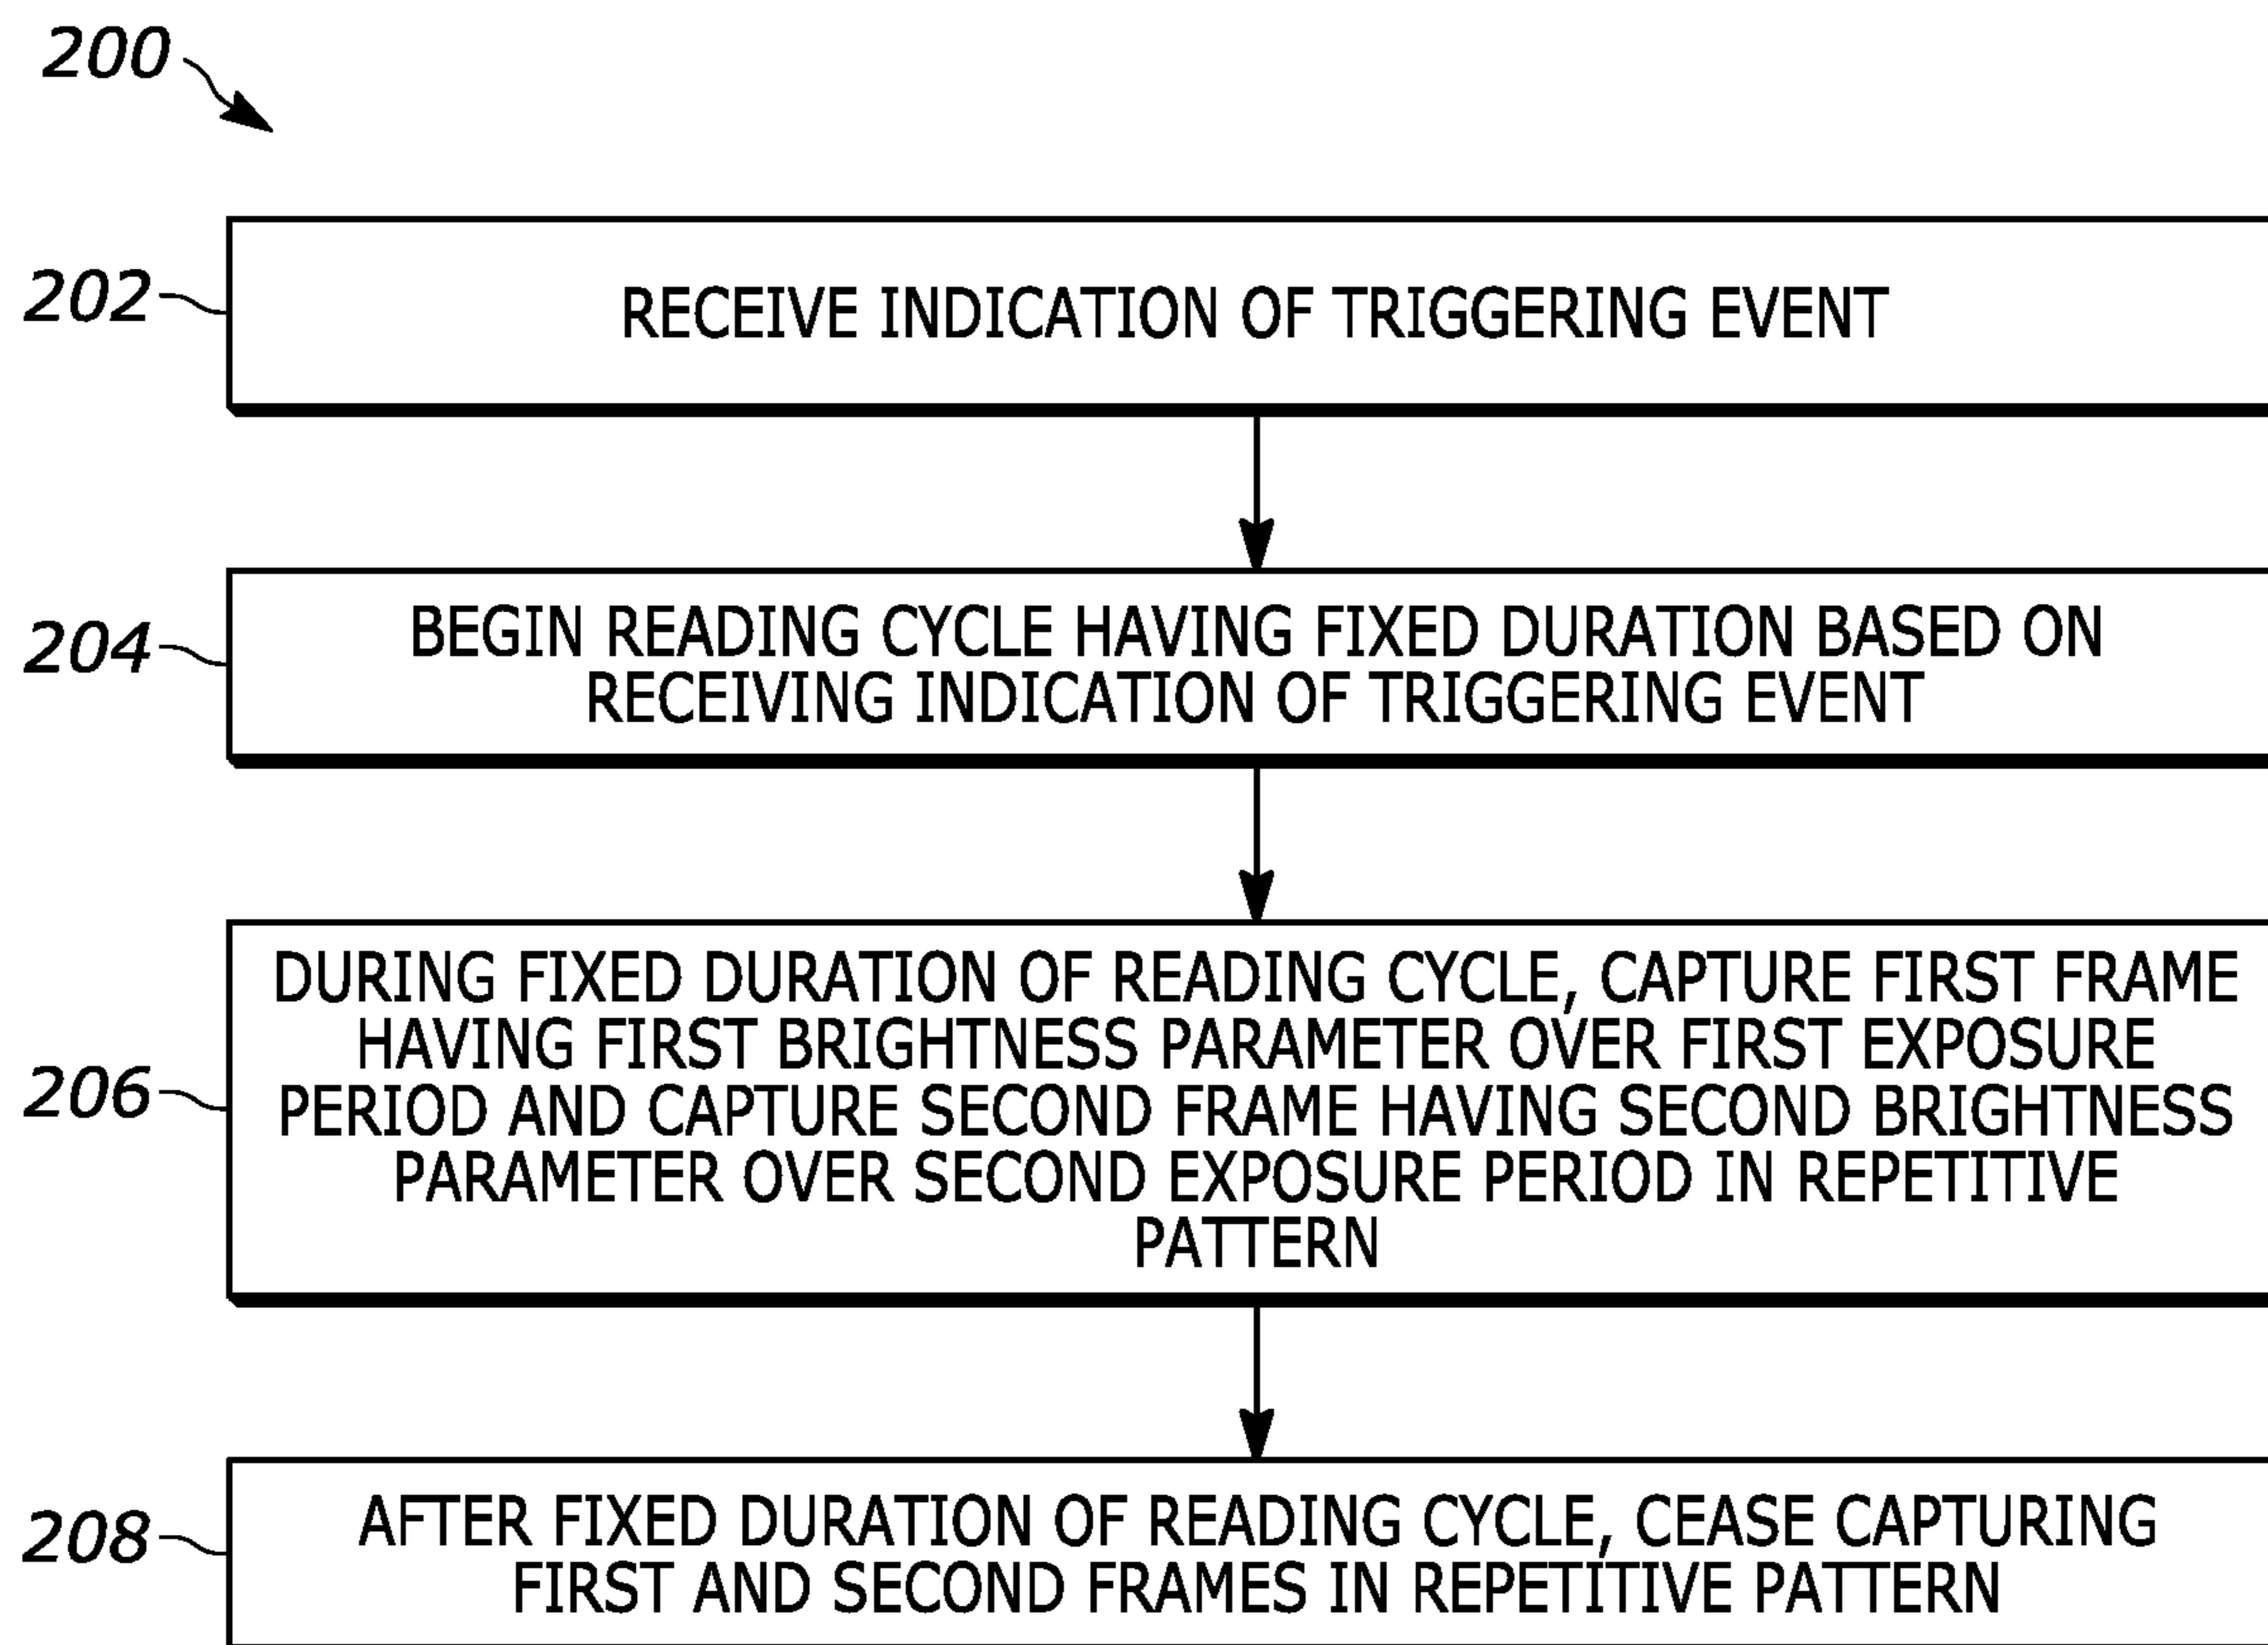 200
202
RECEIVE INDICATION OF TRIGGERING EVENT
204
BEGIN READING CYCLE HAVING FIXED DURATION BASED ON
RECEIVING INDICATION OF TRIGGERING EVENT
206
DURING FIXED DURATION OF READING CYCLE, CAPTURE FIRST FRAME
HAVING FIRST BRIGHTNESS PARAMETER OVER FIRST EXPOSURE
PERIOD AND CAPTURE SECOND FRAME HAVING SECOND BRIGHTNESS
PARAMETER OVER SECOND EXPOSURE PERIOD IN REPETITIVE
PATTERN
208
AFTER FIXED DURATION OF READING CYCLE, CEASE CAPTURING
FIRST AND SECOND FRAMES IN REPETITIVE PATTERN